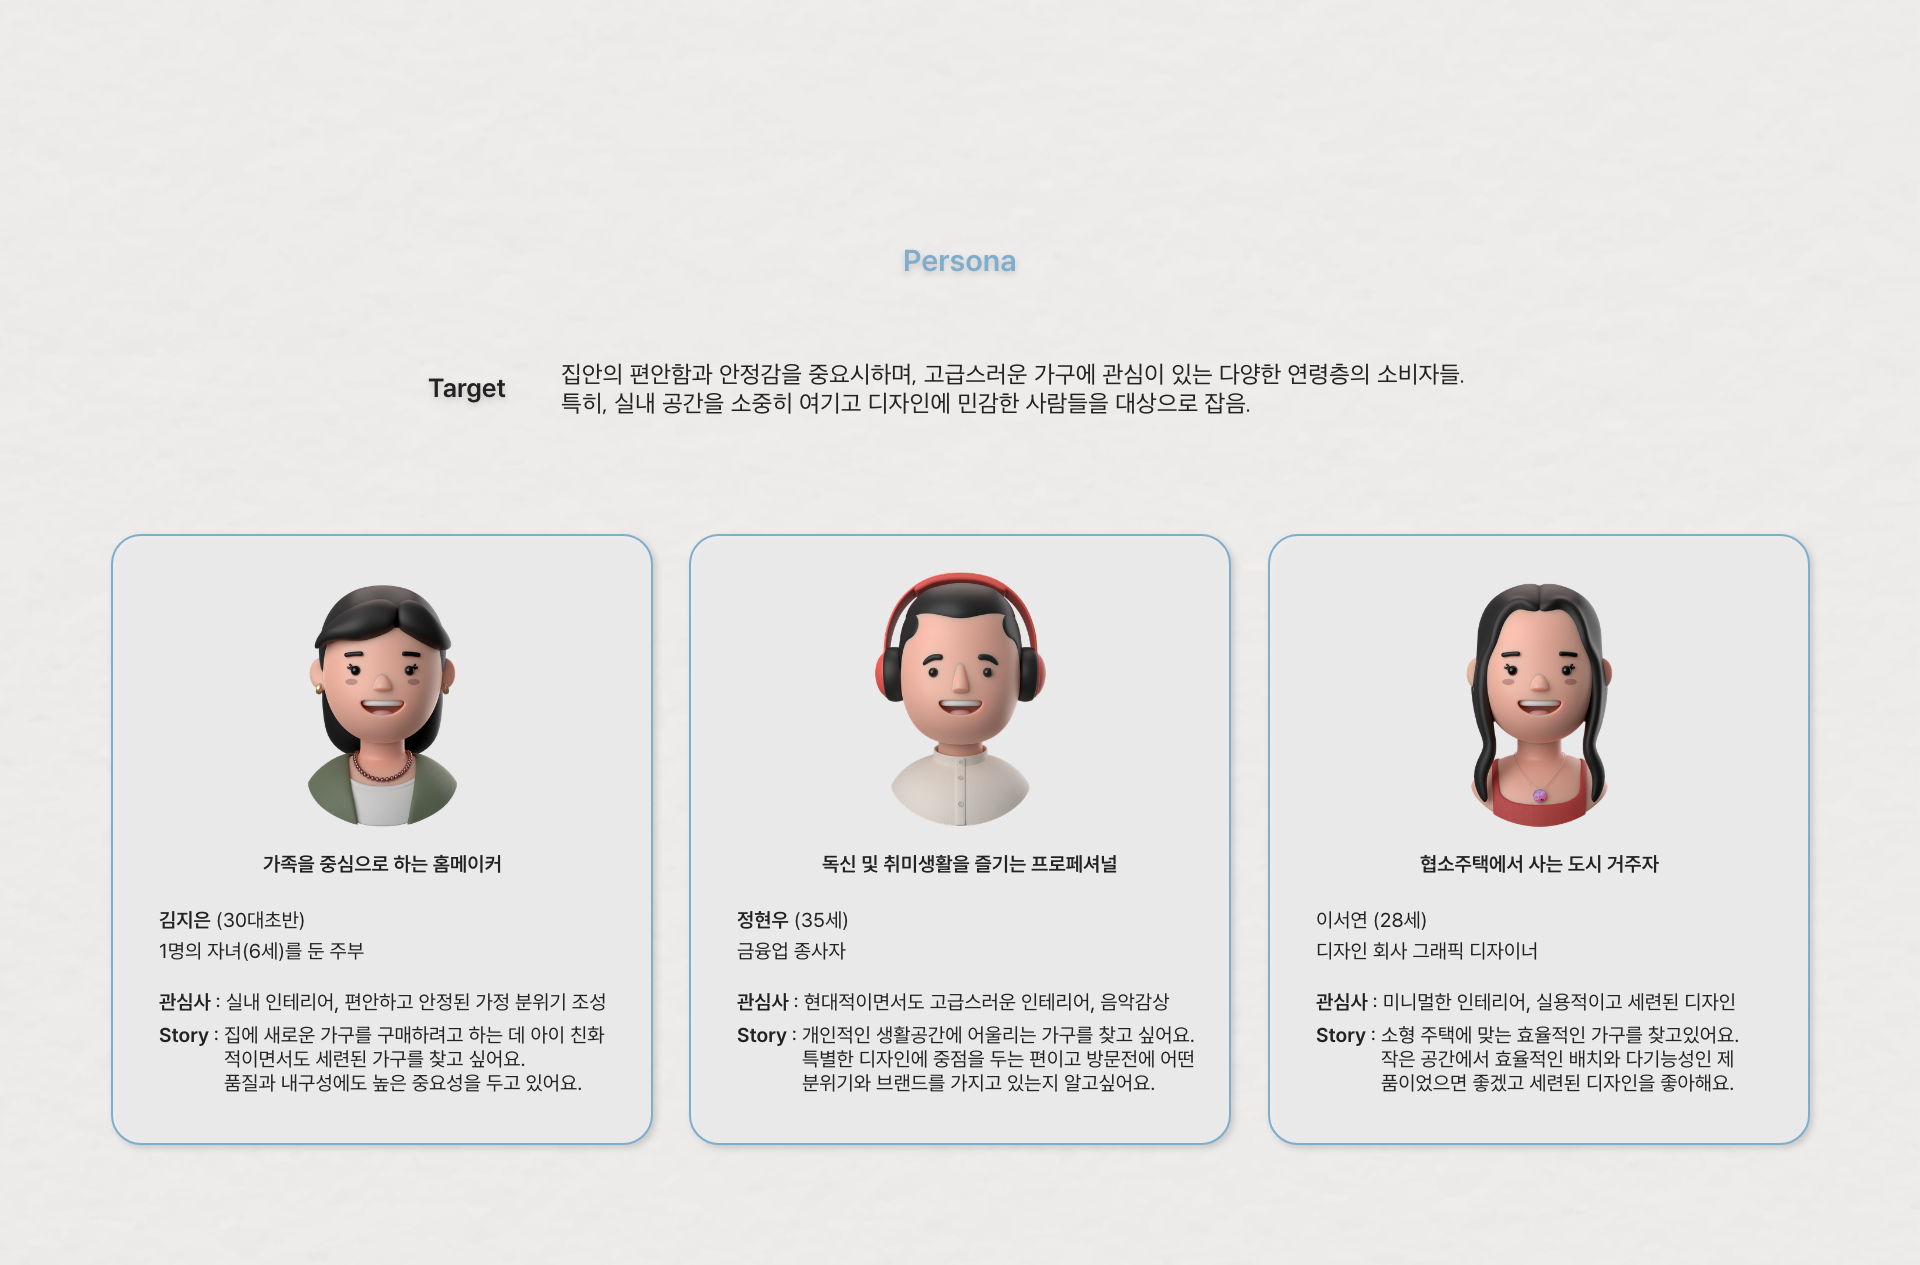 Persona
Target
집안의 편안함과 안정감을 중요시하며, 고급스러운 가구에 관심이 있는 다양한 연령층의 소비자들.
특히, 실내 공간을 소중히 여기고 디자인에 민감한 사람들을 대상으로 잡음.
가족을 중심으로 하는 홈메이커
김지은 (30대초반)
1명의 자녀(6세)를 둔 주부
관심사 : 실내 인테리어, 편안하고 안정된 가정 분위기 조성
Story : 집에 새로운 가구를 구매하려고 하는 데 아이 친화
적이면서도 세련된 가구를 찾고 싶어요.
품질과 내구성에도 높은 중요성을 두고 있어요.
독신 및 취미생활을 즐기는 프로페셔널
정현우 (35세)
금융업 종사자
관심사 : 현대적이면서도 고급스러운 인테리어, 음악감상
Story : 개인적인 생활공간에 어울리는 가구를 찾고 싶어요.
특별한 디자인에 중점을 두는 편이고 방문전에 어떤
분위기와 브랜드를 가지고 있는지 알고싶어요.
협소주택에서 사는 도시 거주자
이서연 (28세)
디자인 회사 그래픽 디자이너
관심사 : 미니멀한 인테리어, 실용적이고 세련된 디자인
Story : 소형 주택에 맞는 효율적인 가구를 찾고있어요.
작은 공간에서 효율적인 배치와 다기능성인 제
품이었으면 좋겠고 세련된 디자인을 좋아해요.